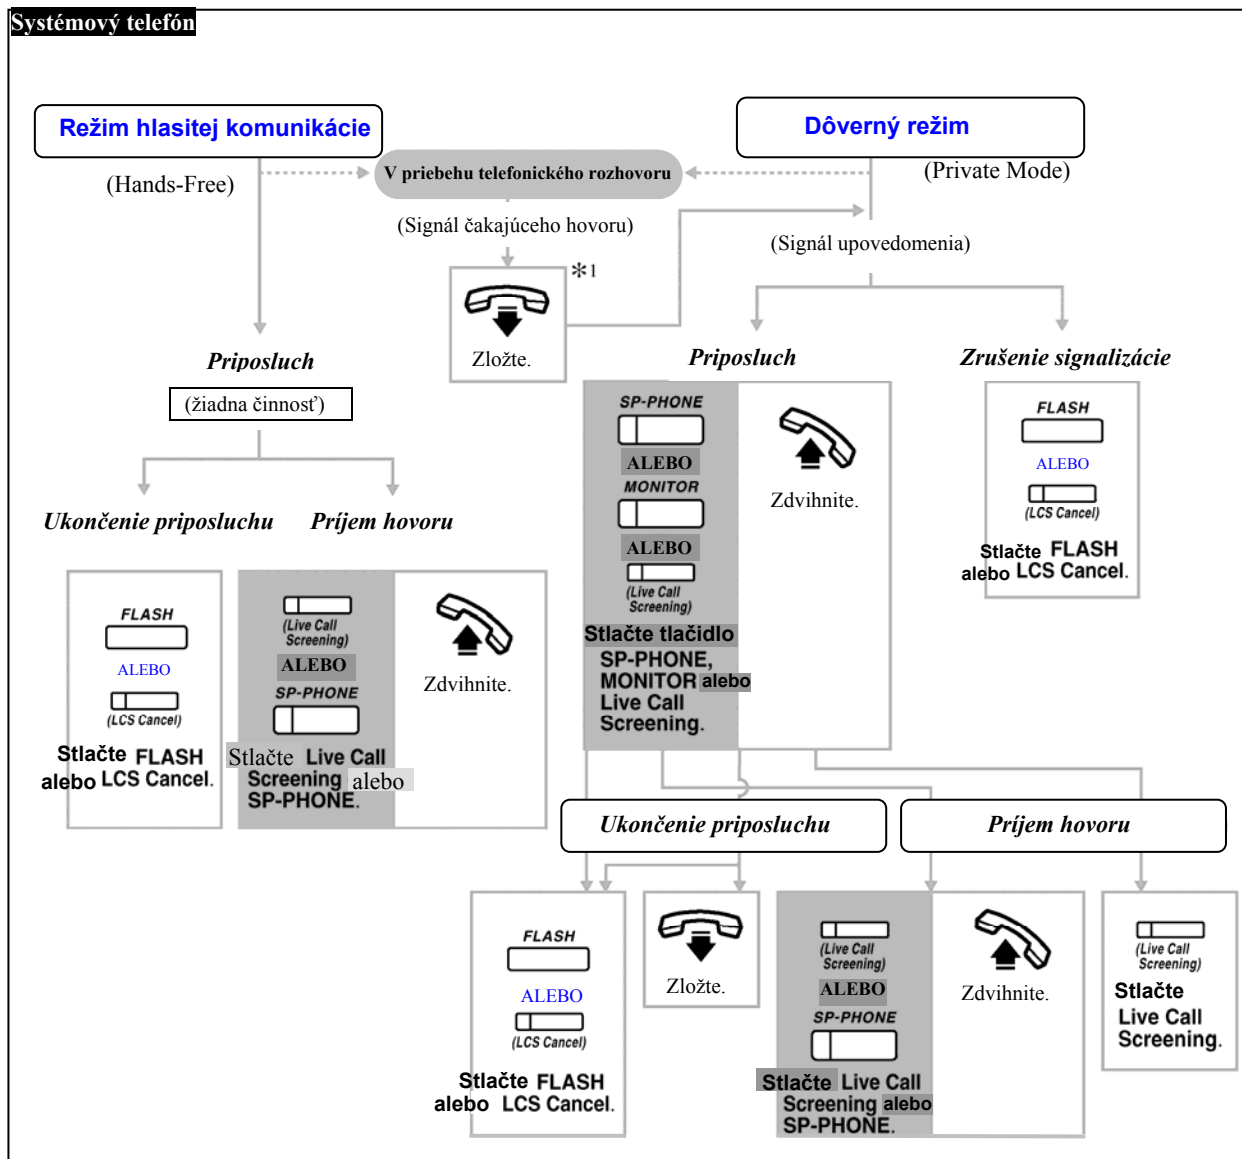 Systémový telefón
Režim hlasitej komunikácie
Dôverný režim
(Hands-Free)
V priebehu telefonického rozhovoru
(Private Mode)
(Signál čakajúceho hovoru)
(Signál upovedomenia)
*1
Zložte.
Priposluch
(žiadna činnosť)
Priposluch
Zrušenie signalizácie
SP-PHONE
ALEBO
MONITOR
ALEBO
(Live Call
Screening)
Stlačte tlačidlo
SP-PHONE,
MONITOR alebo
Live Call
Screening.
Zdvihnite.
FLASH
ALEBO
(LCS Cancel)
Stlačte FLASH
alebo LCS Cancel.
Ukončenie priposluchu
Príjem hovoru
FLASH
ALEBO
(LCS Cancel)
Stlačte FLASH
alebo LCS Cancel.
(Live Call
Screening)
ALEBO
SP-PHONE
Stlačte Live Call
Screening alebo
SP-PHONE.
Zdvihnite.
Ukončenie priposluchu
Príjem hovoru
FLASH
ALEBO
(LCS Cancel)
Stlačte FLASH
alebo LCS Cancel.
Zložte.
(Live Call
Screening)
ALEBO
SP-PHONE
Stlačte Live Call
Screening alebo
SP-PHONE.
Zdvihnite.
(Live Call
Screening)
Stlačte
Live Call
Screening.